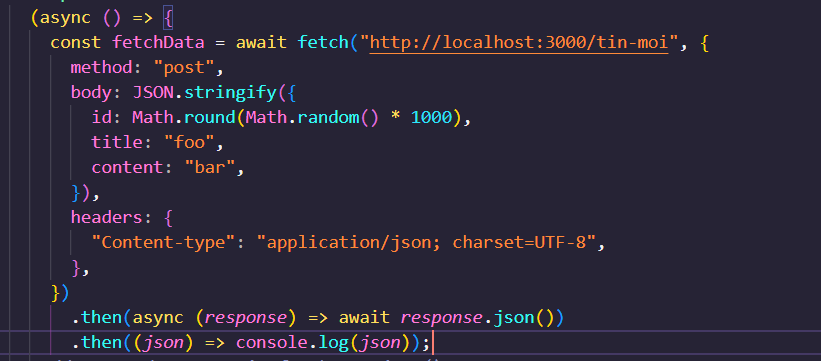 (async () => {
const fetchData = await fetch("http://localhost:3000/tin-moi", {
method: "post",
body: JSON.stringify({
id: Math.round(Math.random() * 1000),
title: "foo",
content: "bar",
}),
headers: {
"Content-type": "application/json; charset=UTF-8",
},
})
.then(async (response) => await response.json())
.then((json) => console.log(json));